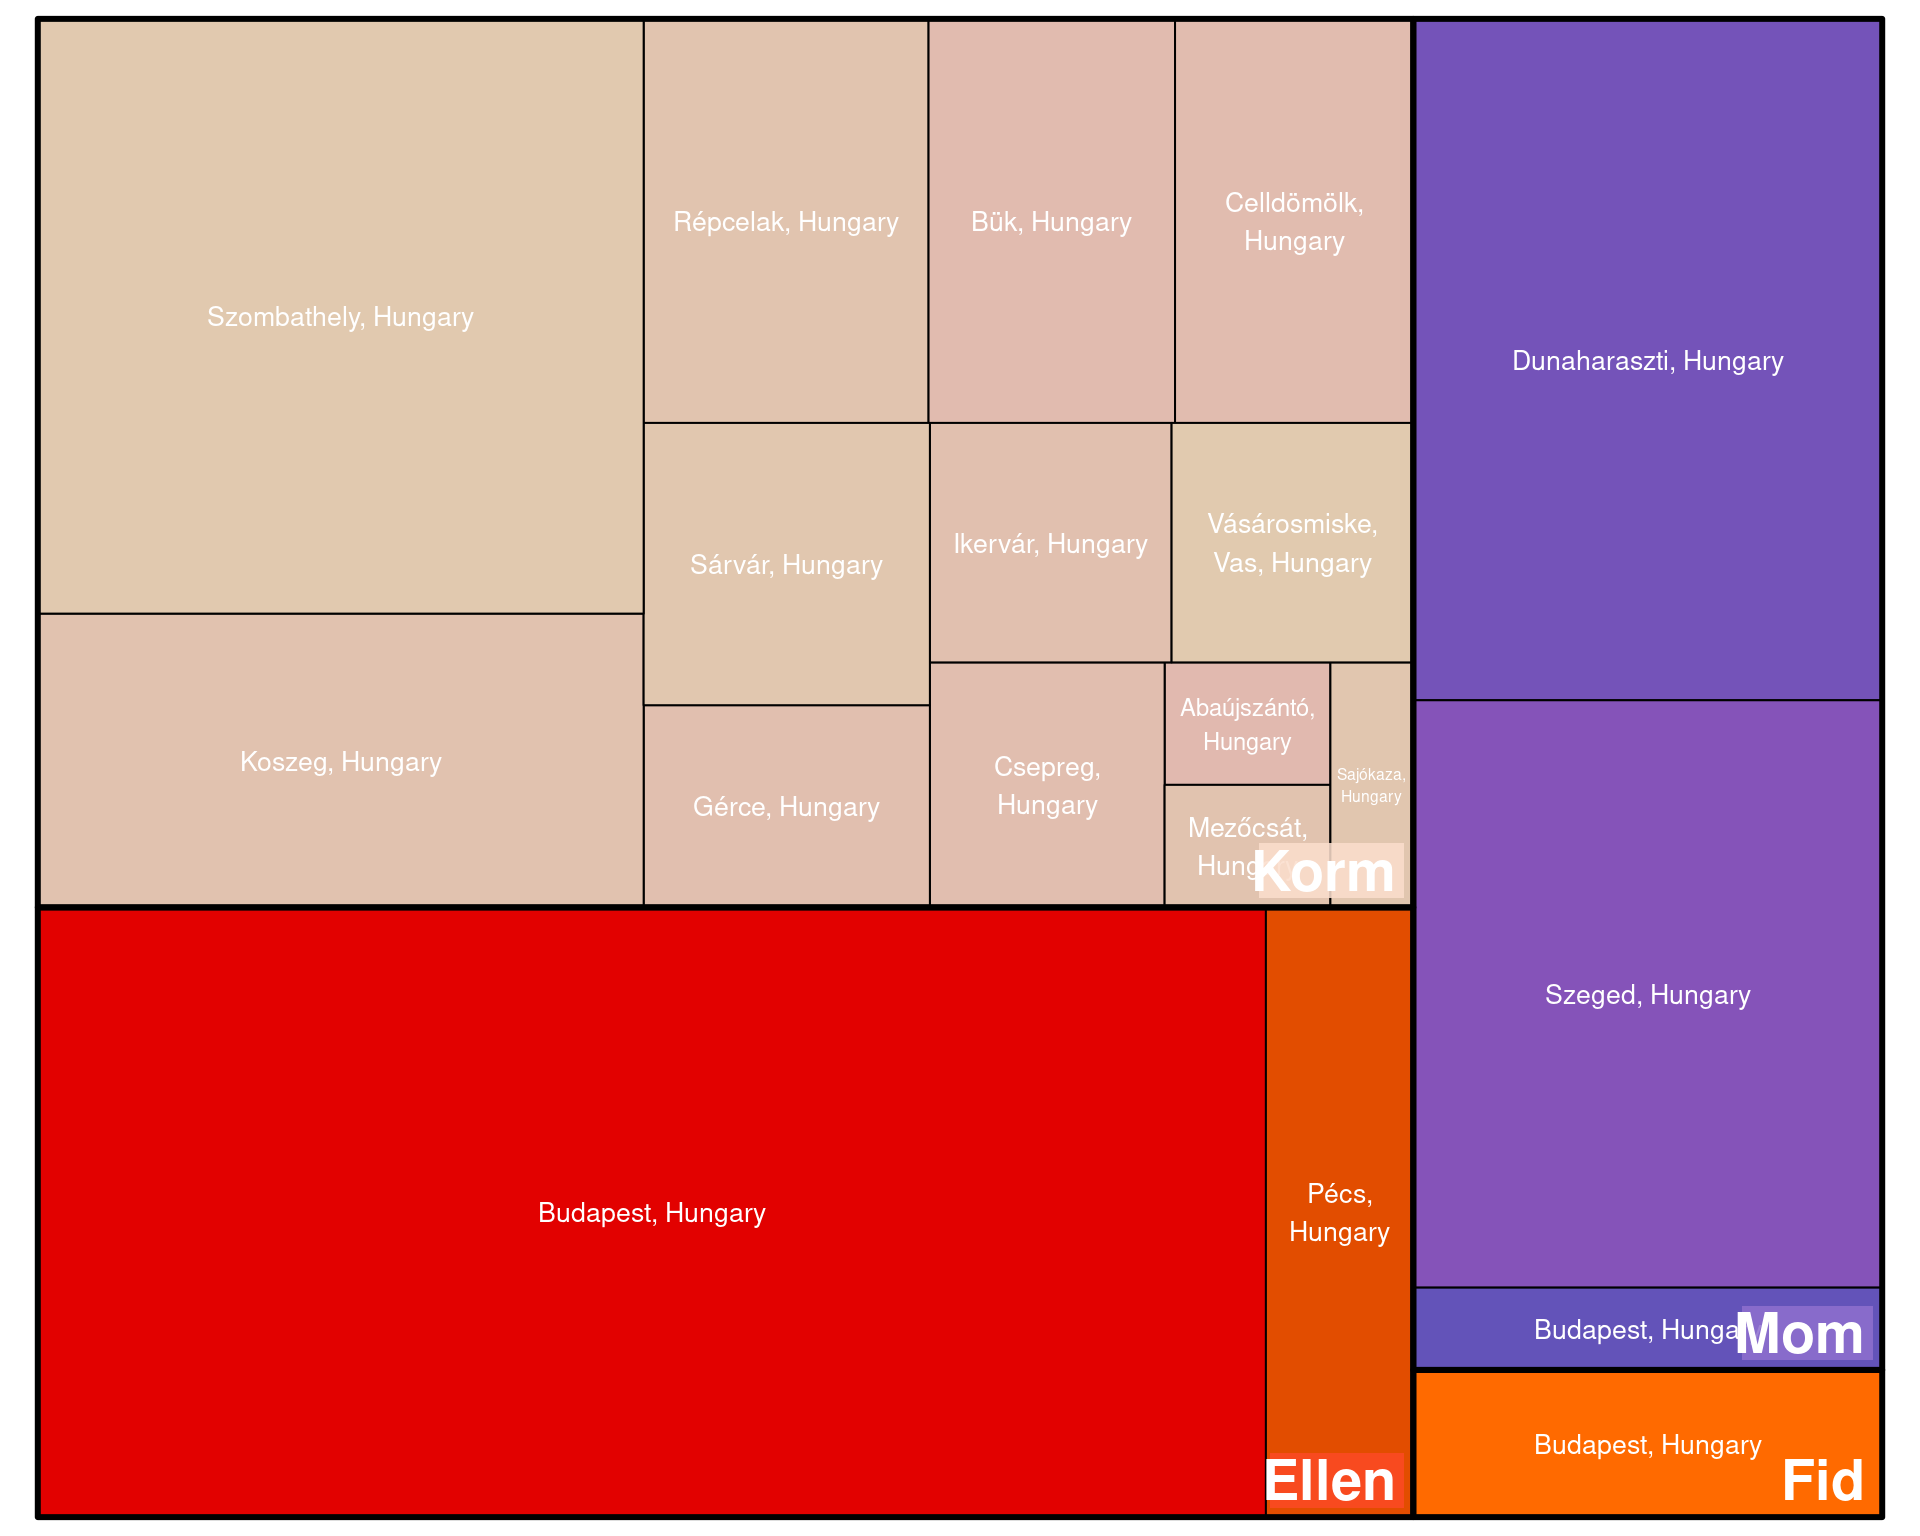 Szombathely, Hungary
Répcelak, Hungary
Bük, Hungary
Celldömölk,
Hungary
Sárvár, Hungary
Ikervár, Hungary
Vásárosmiske,
Vas, Hungary
Koszeg, Hungary
Gérce, Hungary
Csepreg,
Hungary
Abaújszántó,
Hungary
Mezőcsát,
Sajókaza,
Hungary
Korm
Budapest, Hungary
Pécs,
Hungary
Ellen
Dunaharaszti, Hungary
Szeged, Hungary
Budapest,
Mom
Budapest, Hungary
Fid